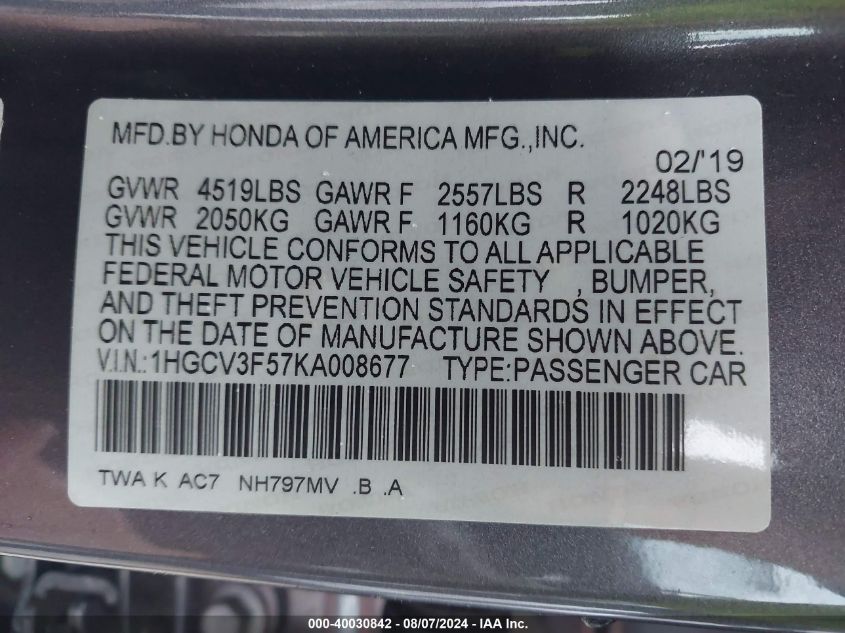 MFD.BY HONDA OF AMERICA MFG.,INC.
02/'19
GVWR 4519LBS GAWR F 2557LBS R 2248LBS
GVWR 2050KG GAWR F 1160KG R 1020KG
THIS VEHICLE CONFORMS TO ALL APPLICABLE
FEDERAL MOTOR VEHICLE SAFETY , BUMPER,
AND THEFT PREVENTION STANDARDS IN EFFECT
ON THE DATE OF MANUFACTURE SHOWN ABOVE.
V.I.N.:1HGCV3F57KA008677 TYPE:PASSENGER CAR
TWA K AC7 NH797MV .B .A
000-40030842 - 08/07/2024 - IAA Inc.